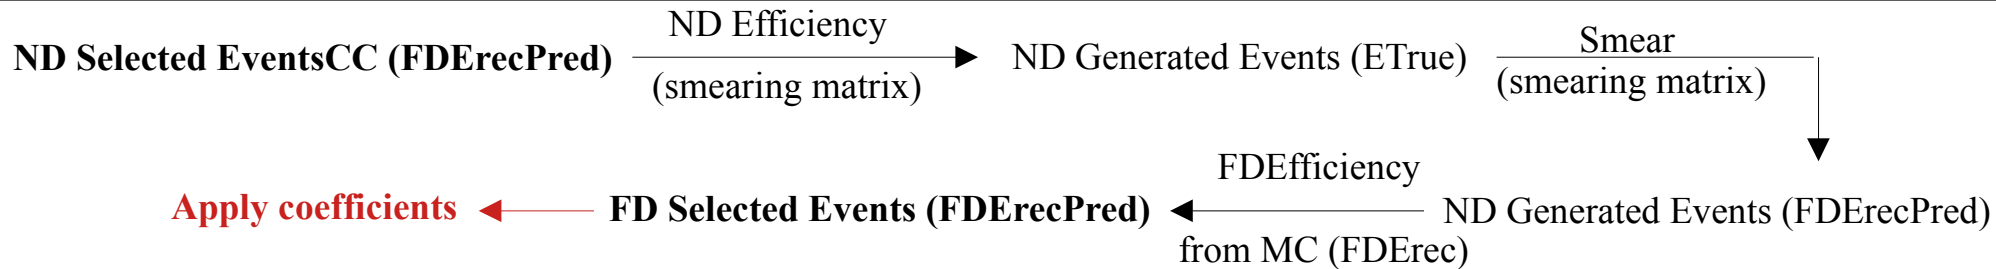 ND Selected EventsCC (FDErecPred)
ND Efficiency
(smearing matrix)
ND Generated Events (ETrue)
Smear
(smearing matrix)
ND Generated Events (FDErecPred)
FDEfficiency
from MC (FDErec)
FD Selected Events (FDErecPred)
Apply coefficients